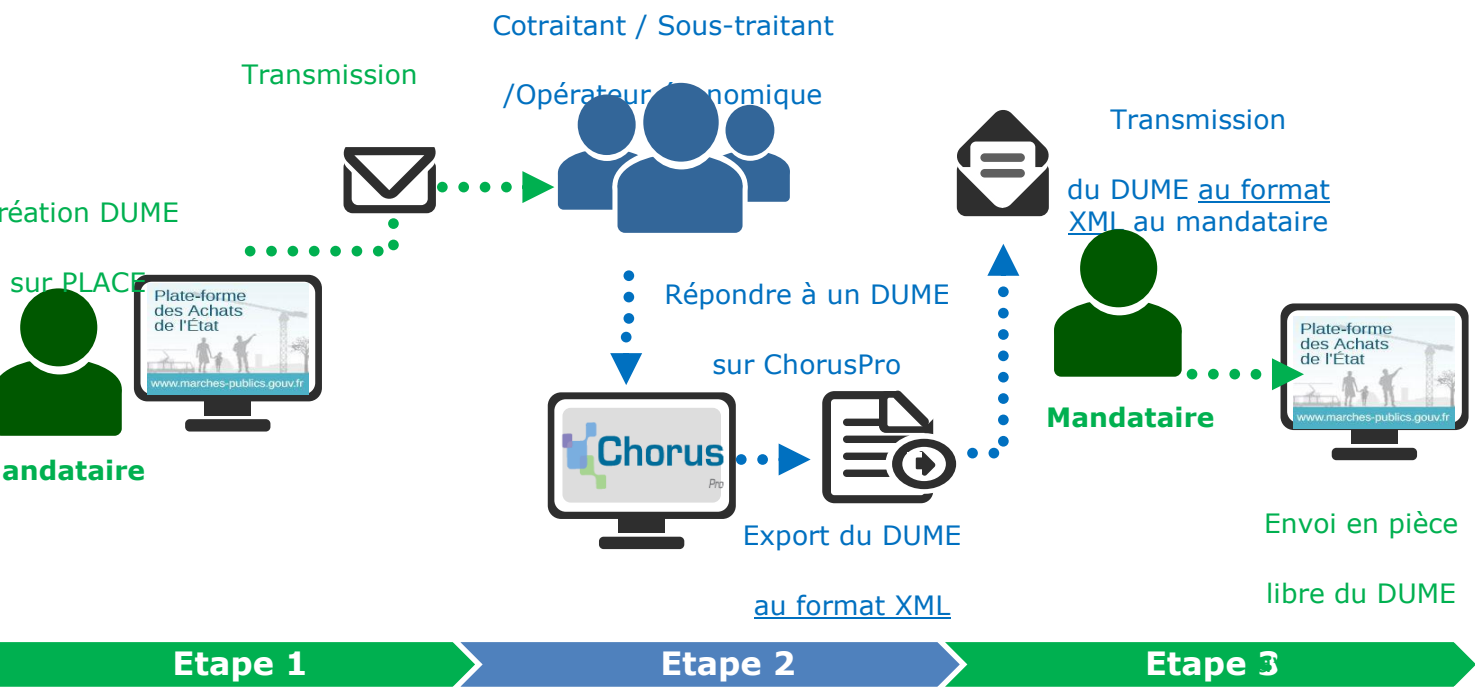 Cotraitant / Sous-traitant
Transmission
Transmission
du DUME au format
XML au mandataire
réation DUME
sur PLACE
Plate-forme
des Achats
de l'État
www.marches-publics.gouv.fr
andataire
Répondre à un DUME
sur ChorusPro
Chorus
Pro
Export du DUME
au format XML
Mandataire
Plate-forme
des Achats
de l'État
www.marches-publics.gouv.fr
Envoi en pièce
libre du DUME
Etape 1
Etape 2
Etape 3